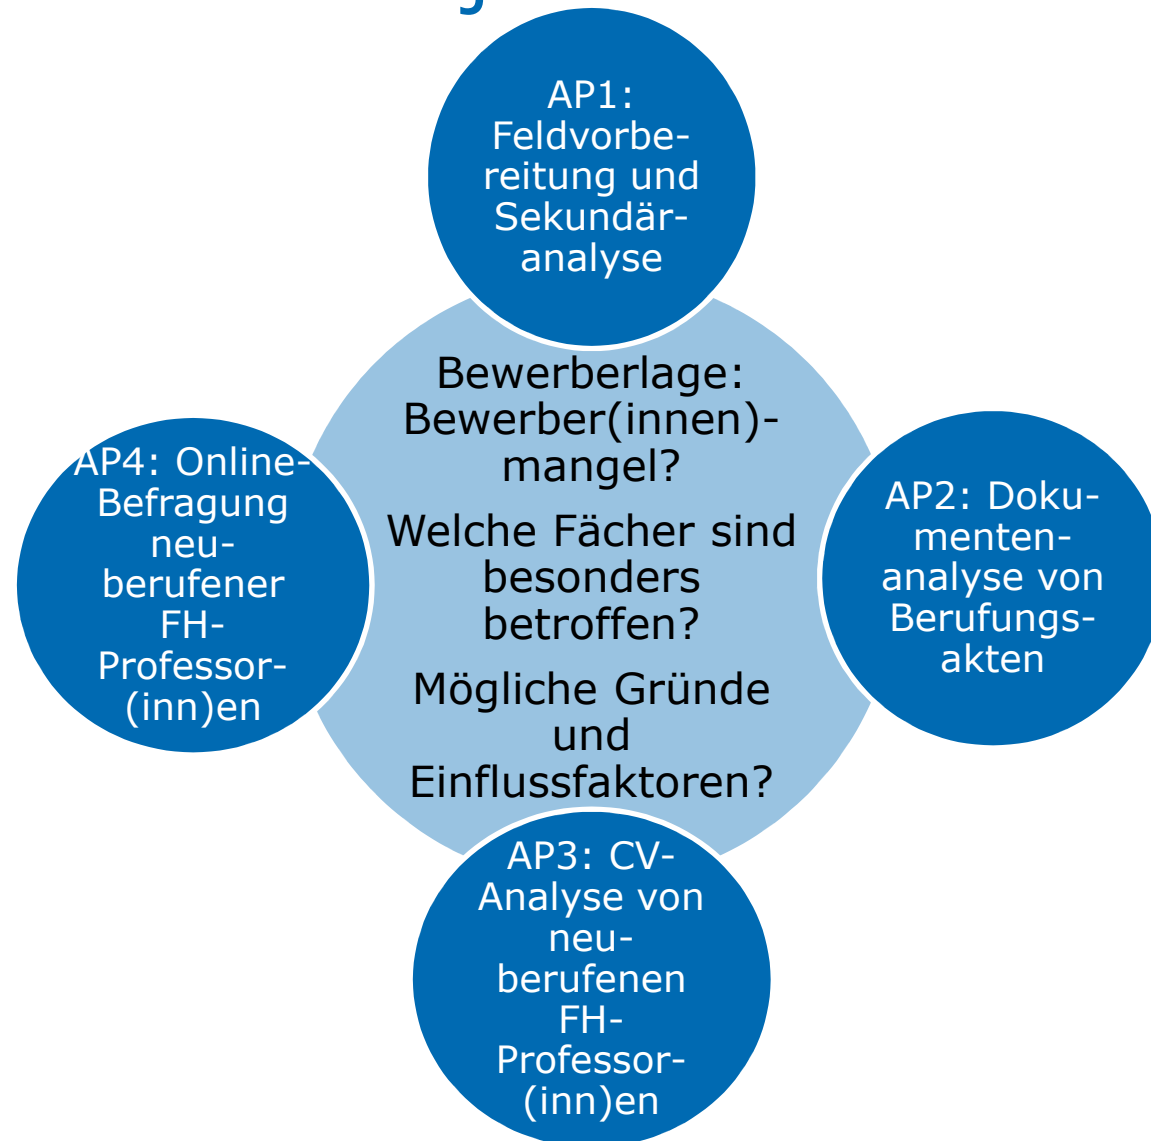 AP1:
Feldvorbe-
reitung und
Sekundär-
analyse
Bewerberlage:
Bewerber(innen)-
mangel?
Welche Fächer sind
besonders
betroffen?
Mögliche Gründe
und
Einflussfaktoren?
AP2: Doku-
menten-
analyse von
Berufungs-
akten
AP3: CV-
Analyse von
neu-
berufenen
FH-
Professor-
(inn)en
AP4: Online-
Befragung
neu-
berufener
FH-
Professor-
(inn)en